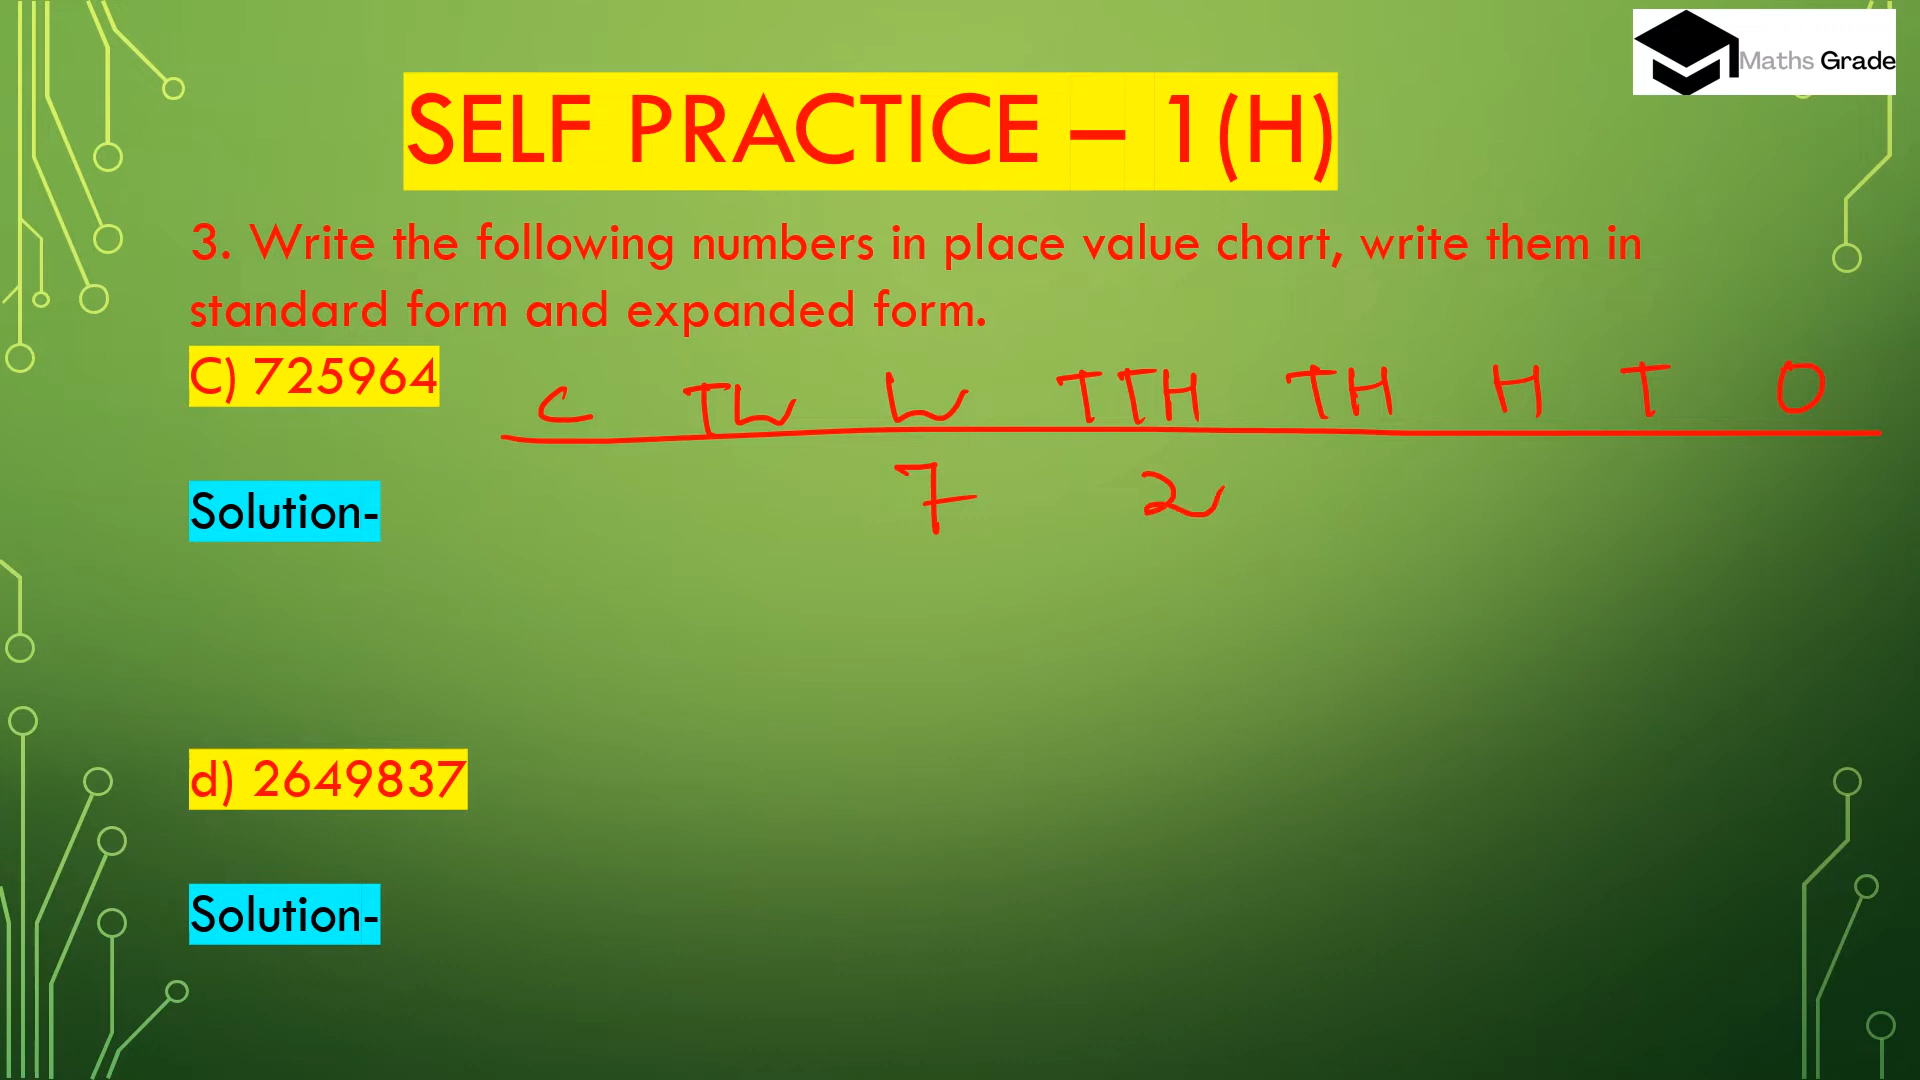 Maths Grade
SELF PRACTICE – 1(H)
3. Write the following numbers in place value chart, write them in
standard form and expanded form.
C) 725964
C TL L TTH TH H T O
Solution-
7 2
d) 2649837
Solution-